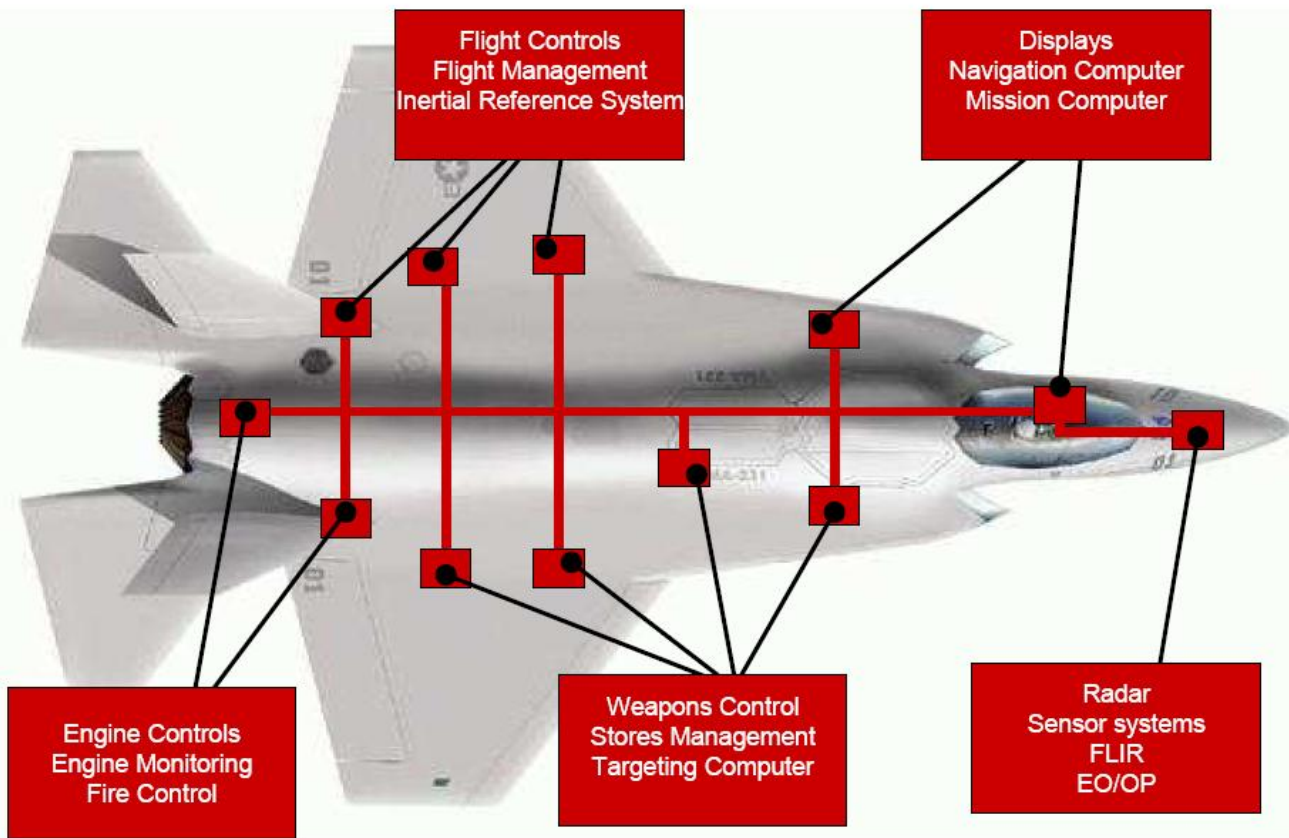 Flight Controls
Flight Management
Inertial Reference System
Displays
Navigation Computer
Mission Computer
Engine Controls
Engine Monitoring
Fire Control
Weapons Control
Stores Management
Targeting Computer
Radar
Sensor systems
FLIR
EO/OP